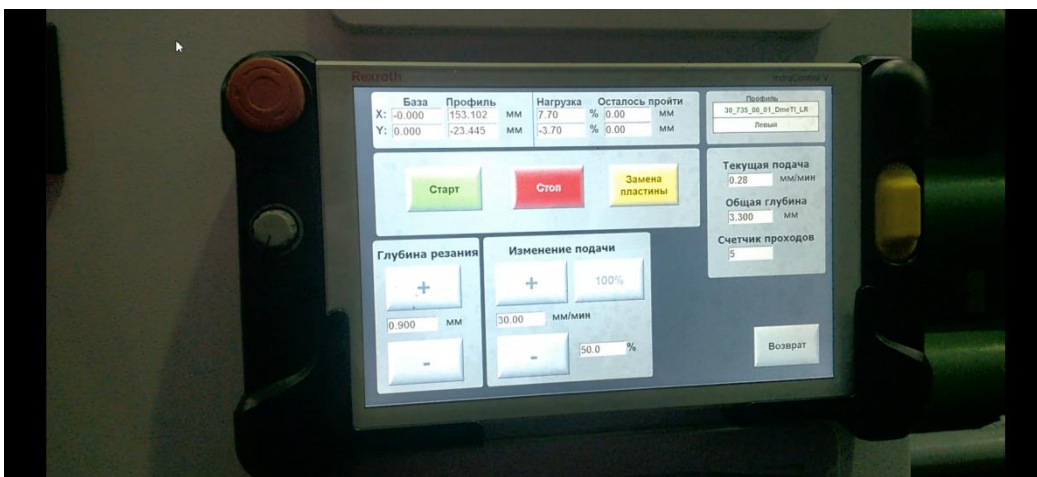 Rexroth
IndraControl V
База Профиль Нагрузка Осталось пройти
X: -0.000 153.102 мм 7.70 % 0.00 мм
Y: 0.000 -23.445 мм -3.70 % 0.00 мм
Профиль
30_735_00_01_DmeTI_LR
Левый
Старт
Стоп
Замена
пластины
Текущая подача
0.28 мм/мин
Общая глубина
3.300 мм
Счетчик проходов
5
Глубина резания
+
0.900 мм
-
Изменение подачи
+ 100%
30.00 мм/мин
- 50.0 %
Возврат